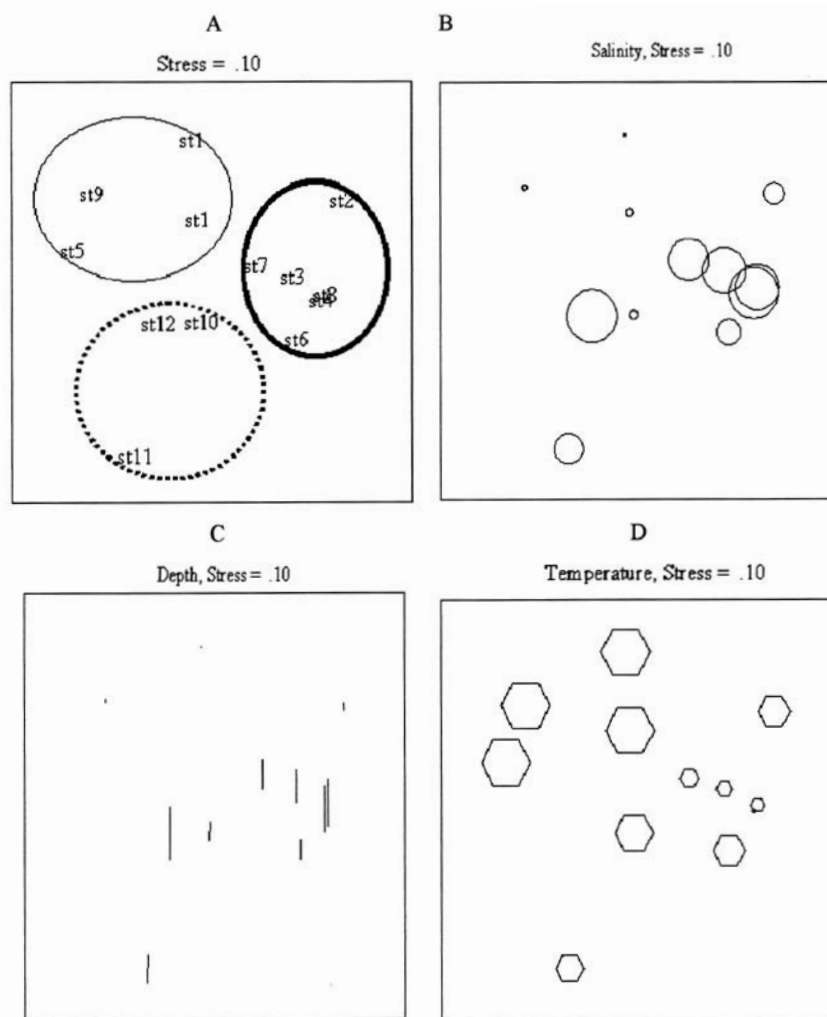 A
B
Stress = .10
Salinity, Stress = .10
st1
st9
st2
st1
st5
st7
st3
st12
st10
st6
st11
C
D
Depth, Stress = .10
Temperature, Stress = .10